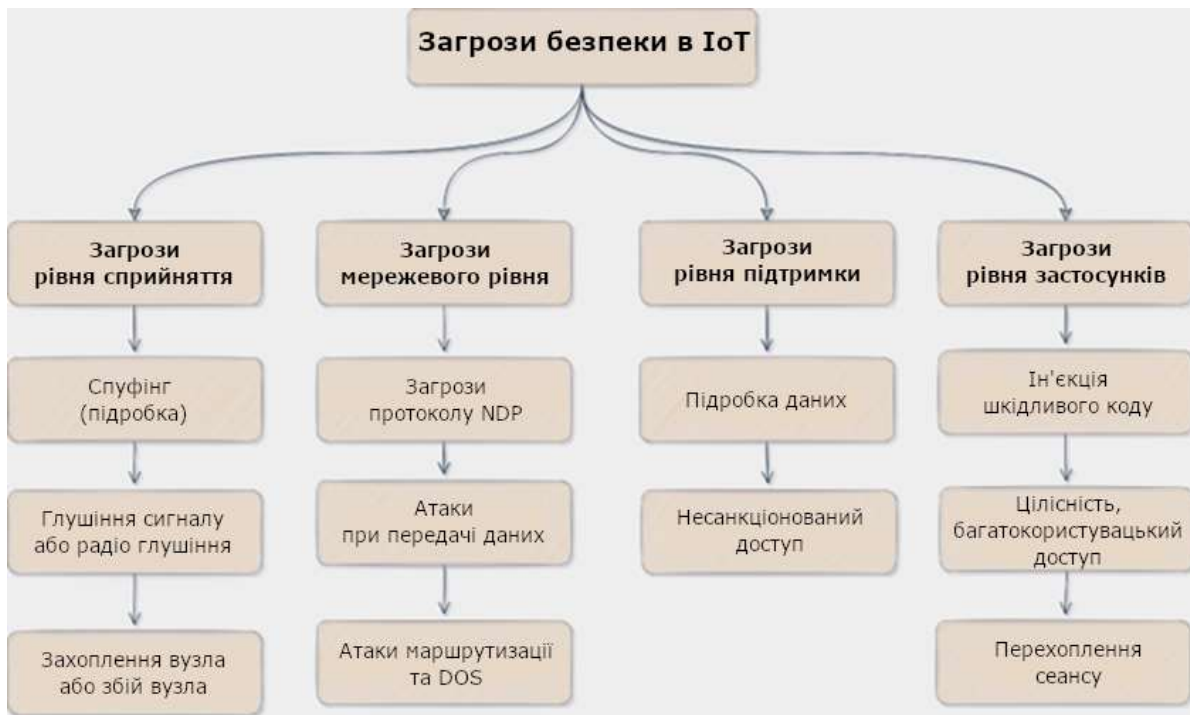 Загрози безпеки в IoT
Загрози
рівня сприйняття
Загрози
мережевого рівня
Загрози
рівня підтримки
Загрози
рівня застосунків
Спуфінг
(підробка)
Загрози
протоколу NDP
Підробка даних
Ін'єкція
шкідливого коду
Глушіння сигналу
або радіо глушіння
Атаки
при передачі даних
Несанкціонований
доступ
Цілісність,
багатокористувацький
доступ
Захоплення вузла
або збій вузла
Атаки маршрутизації
та DOS
Перехоплення
сеансу